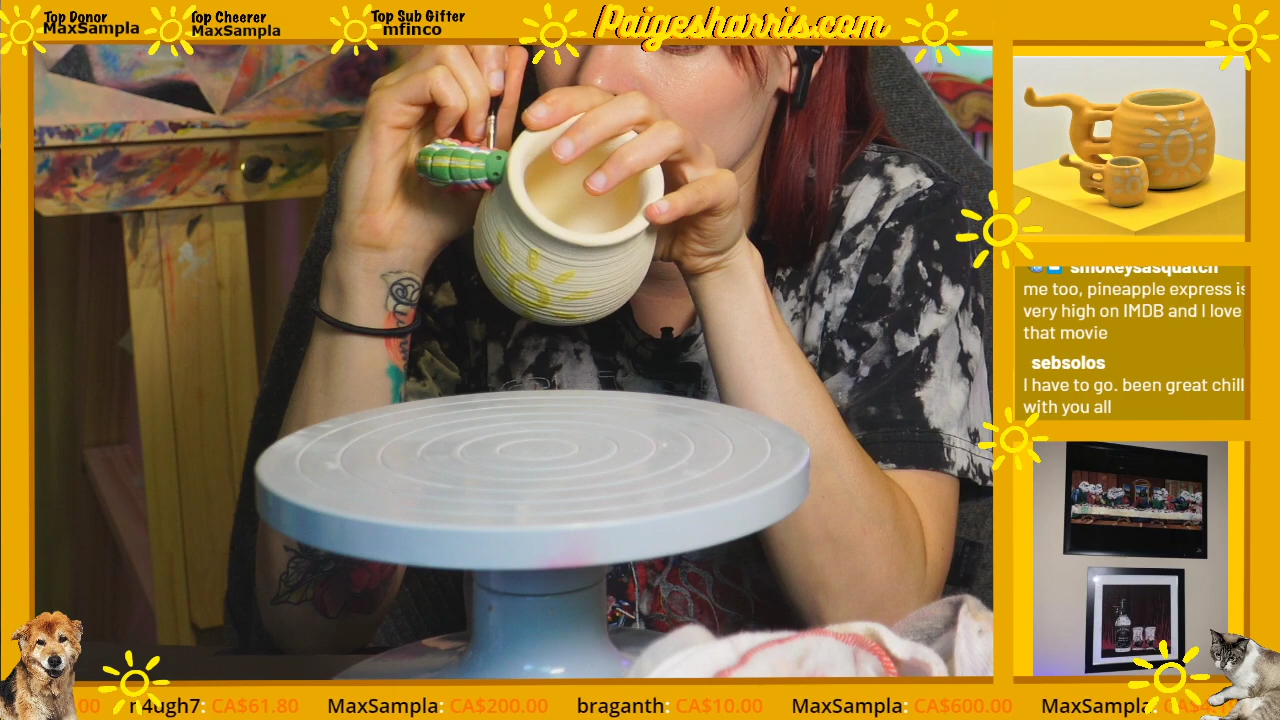 Top Donor
MaxSampla
Top Cheerer
MaxSampla
Top Sub Gifter
mfinco
Paigesharris.com
smokeysasquatch
me too, pineapple express is
very high on IMDB and I love
that movie
sebsolos
I have to go. been great chill
with you all
.00 n4ugh7: CA$61.80 MaxSampla: CA$200.00 braganth: CA$10.00 MaxSampla: CA$600.00 MaxSampla: